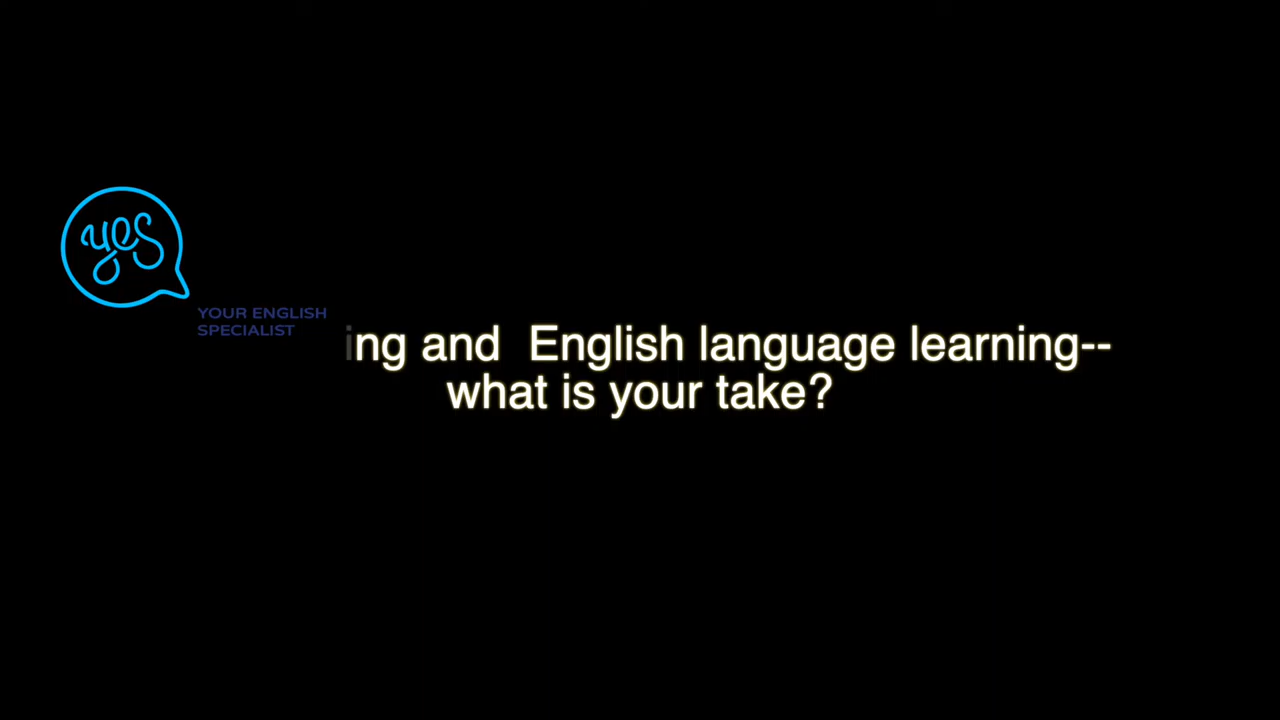 yes
YOUR ENGLISH
SPECIALIST
ing and  English language learning--
what is your take?